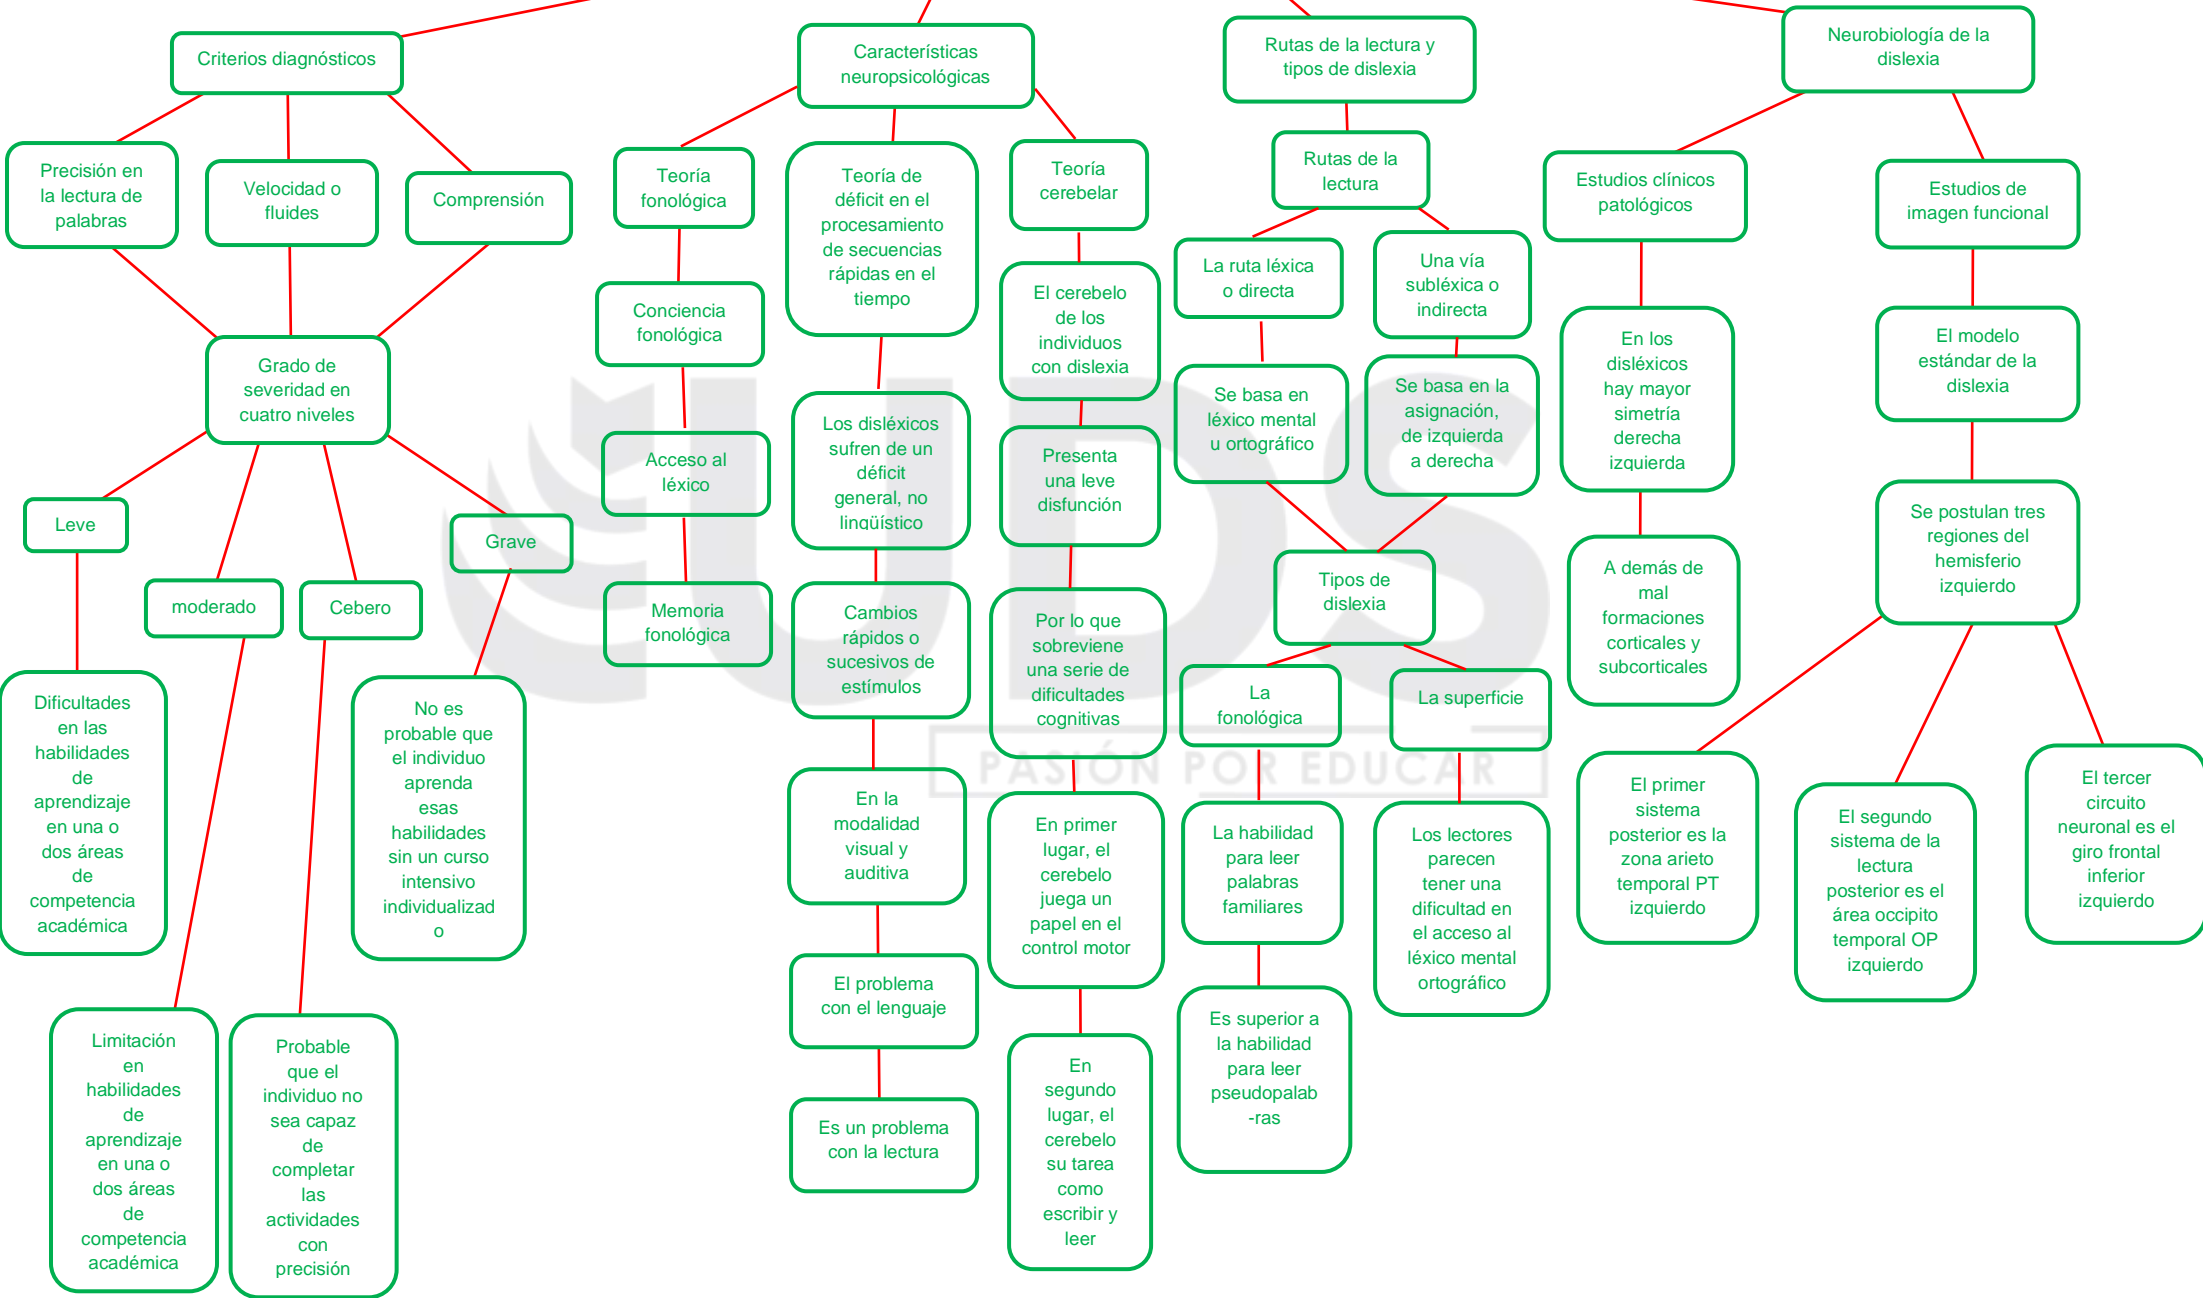 Criterios diagnósticos
Precisión en
la lectura de
palabras
Velocidad o
fluides
Comprensión
Grado de
severidad en
cuatro niveles
Leve
moderado
Cebero
Grave
Dificultades
en las
habilidades
de
aprendizaje
en una o
dos áreas
de
competencia
académica
Limitación
en
habilidades
de
aprendizaje
en una o
dos áreas
de
competencia
académica
Probable
que el
individuo no
sea capaz
de
completar
las
actividades
con
precisión
No es
probable que
el individuo
aprenda
esas
habilidades
sin un curso
intensivo
individualizad
o
Características
neuropsicológicas
Teoría
fonológica
Conciencia
fonológica
Acceso al
léxico
Memoria
fonológica
Teoría de
déficit en el
procesamiento
de secuencias
rápidas en el
tiempo
Los disléxicos
sufren de un
déficit
general, no
lingüístico
Cambios
rápidos o
sucesivos de
estímulos
En la
modalidad
visual y
auditiva
El problema
con el lenguaje
Es un problema
con la lectura
Teoría
cerebelar
El cerebelo
de los
individuos
con dislexia
Presenta
una leve
disfunción
Por lo que
sobreviene
una serie de
dificultades
cognitivas
En primer
lugar, el
cerebelo
juega un
papel en el
control motor
En
segundo
lugar, el
cerebelo
su tarea
como
escribir y
leer
Rutas de la lectura y
tipos de dislexia
Rutas de la
lectura
La ruta léxica
o directa
Se basa en
léxico mental
u ortográfico
Una vía
subléxica o
indirecta
Se basa en la
asignación,
de izquierda
a derecha
Tipos de
dislexia
La
fonológica
La habilidad
para leer
palabras
familiares
Es superior a
la habilidad
para leer
pseudopalab
-ras
La superficie
Los lectores
parecen
tener una
dificultad en
el acceso al
léxico mental
ortográfico
Neurobiología de la
dislexia
Estudios clínicos
patológicos
En los
disléxicos
hay mayor
simetría
derecha
izquierda
A demás de
mal
formaciones
corticales y
subcorticales
Estudios de
imagen funcional
El modelo
estándar de la
dislexia
Se postulan tres
regiones del
hemisferio
izquierdo
El primer
sistema
posterior es la
zona arieto
temporal PT
izquierdo
El segundo
sistema de la
lectura
posterior es el
área occipito
temporal OP
izquierdo
El tercer
circuito
neuronal es el
giro frontal
inferior
izquierdo
UDS
PASIÓN POR EDUCAR